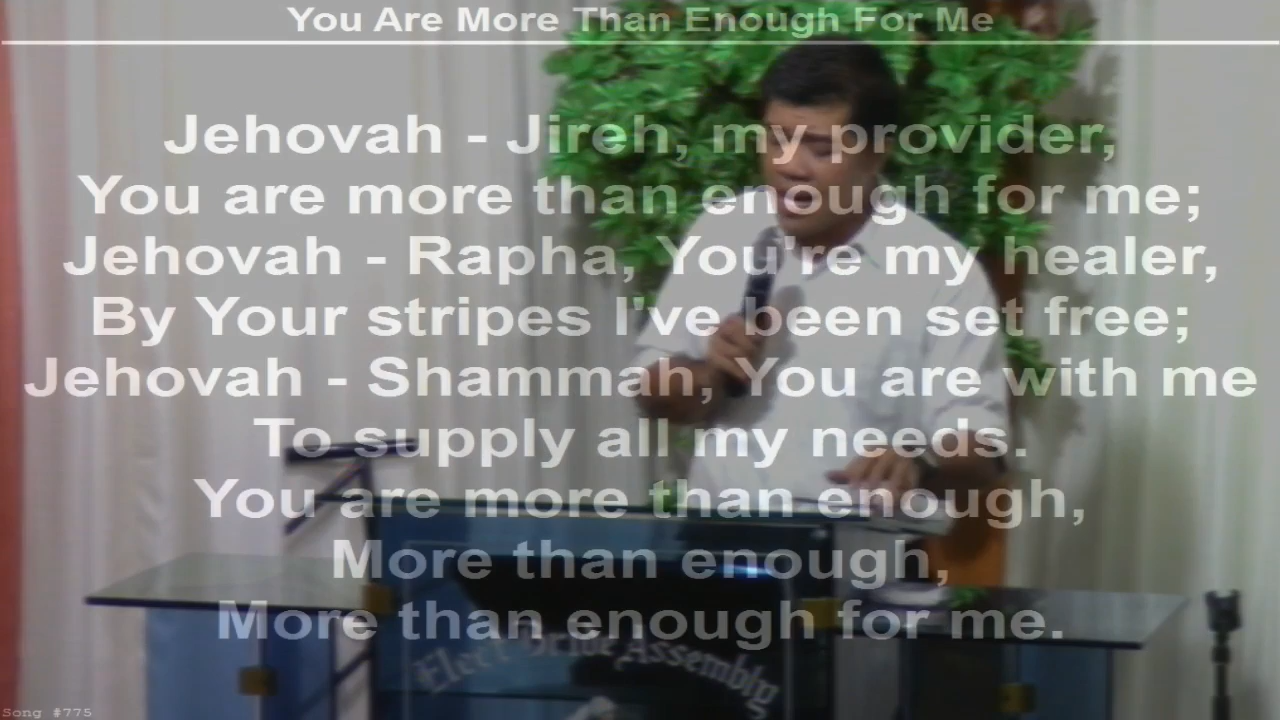 You Are More Than Enough For Me
Jehovah - Jireh, my provider,
You are more than enough for me;
Jehovah - Rapha, You're my healer,
By Your stripes I've been set free;
Jehovah - Shammah, You are with me
To supply all my needs.
You are more than enough,
More than enough,
More than enough for me.
Elect Bride Assembly
Song #775